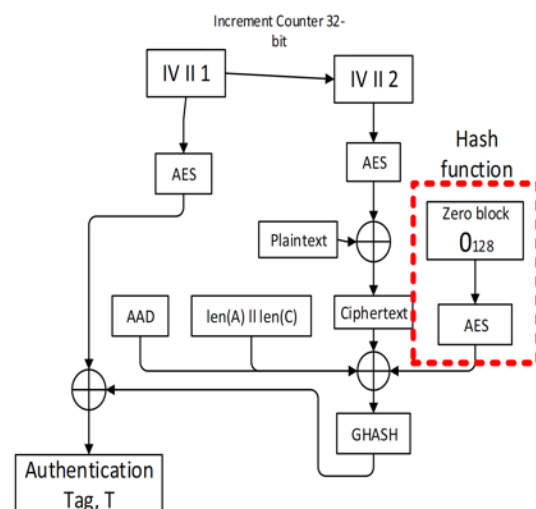 Increment Counter 32-
bit
IV II 1
IV II 2
Hash
function
AES
AES
Zero block
0128
Plaintext
AAD
len(A) II len(C)
Ciphertext
AES
GHASH
Authentication
Tag, T